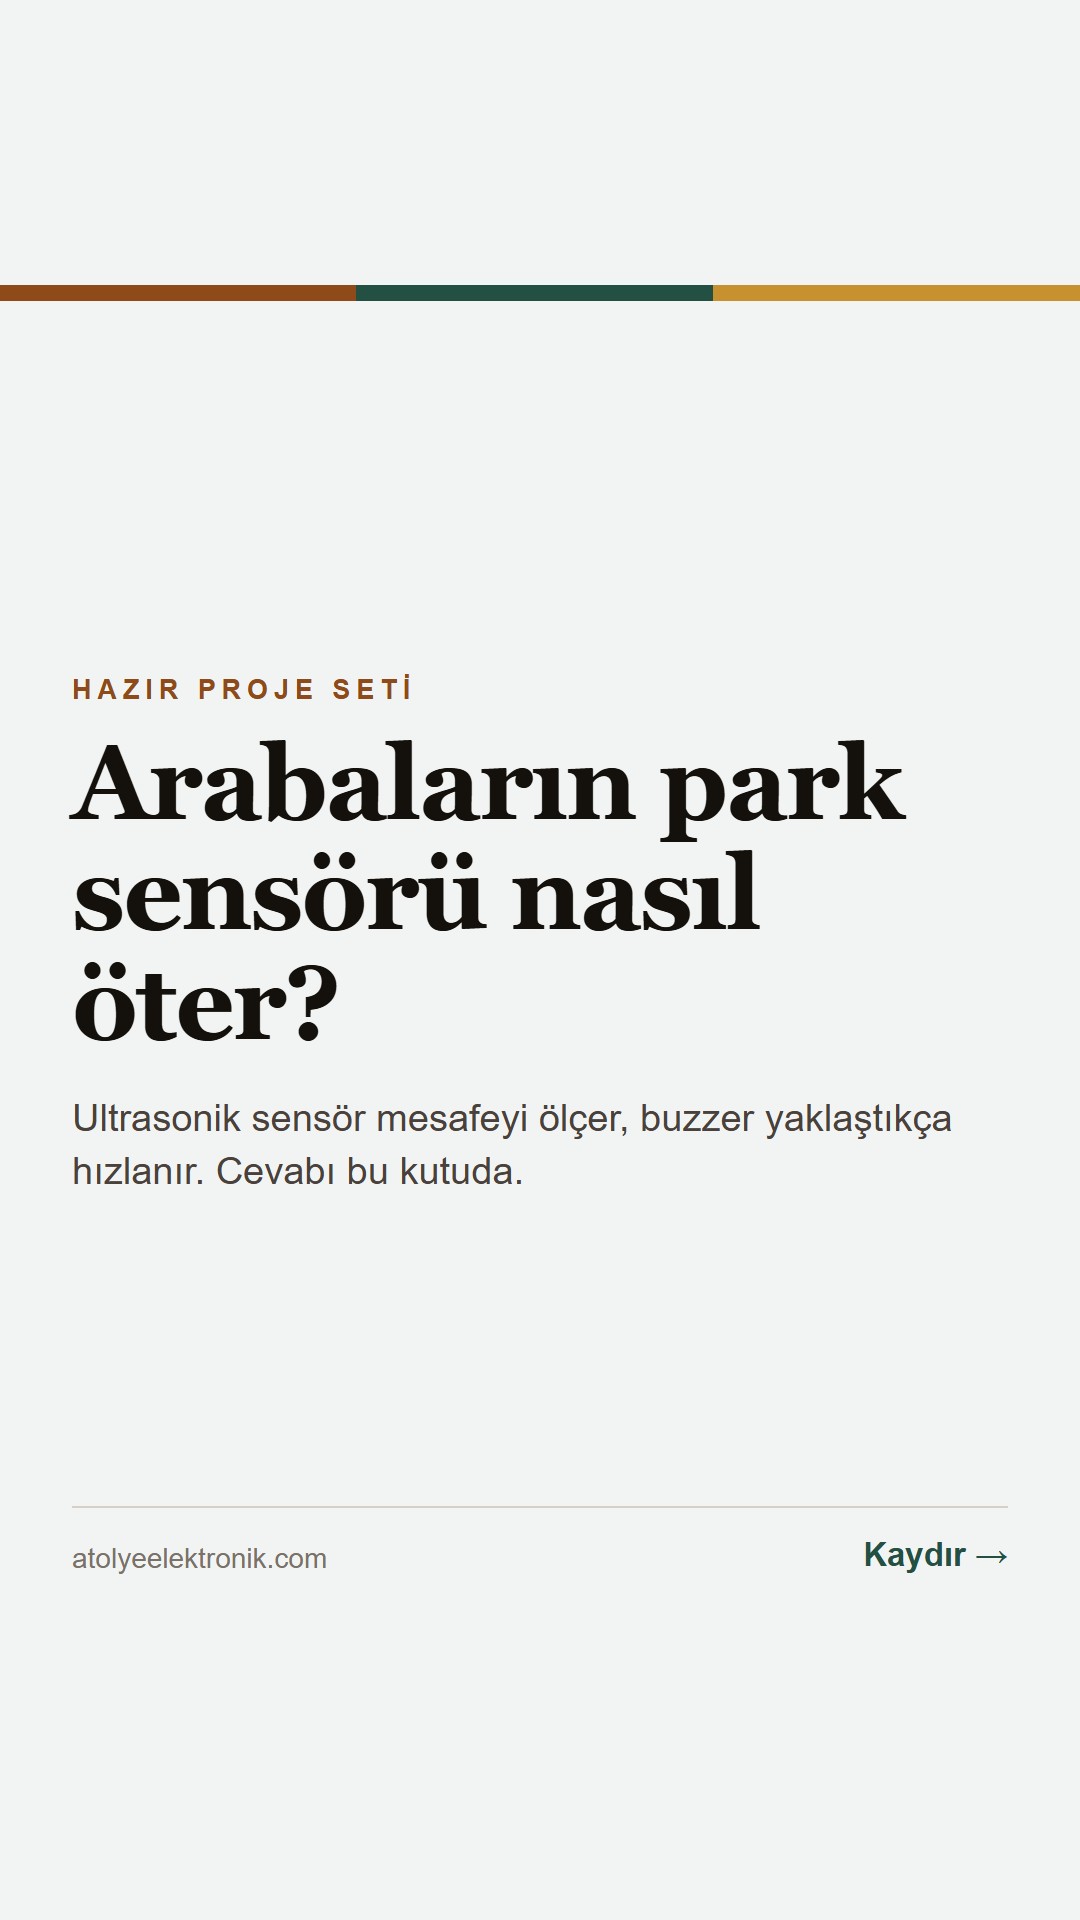 HAZIR PROJE SETİ
Arabaların park
sensörü nasıl
öter?
Ultrasonik sensör mesafeyi ölçer, buzzer yaklaştıkça
hızlanır. Cevabı bu kutuda.
atolyeelektronik.com
Kaydır →